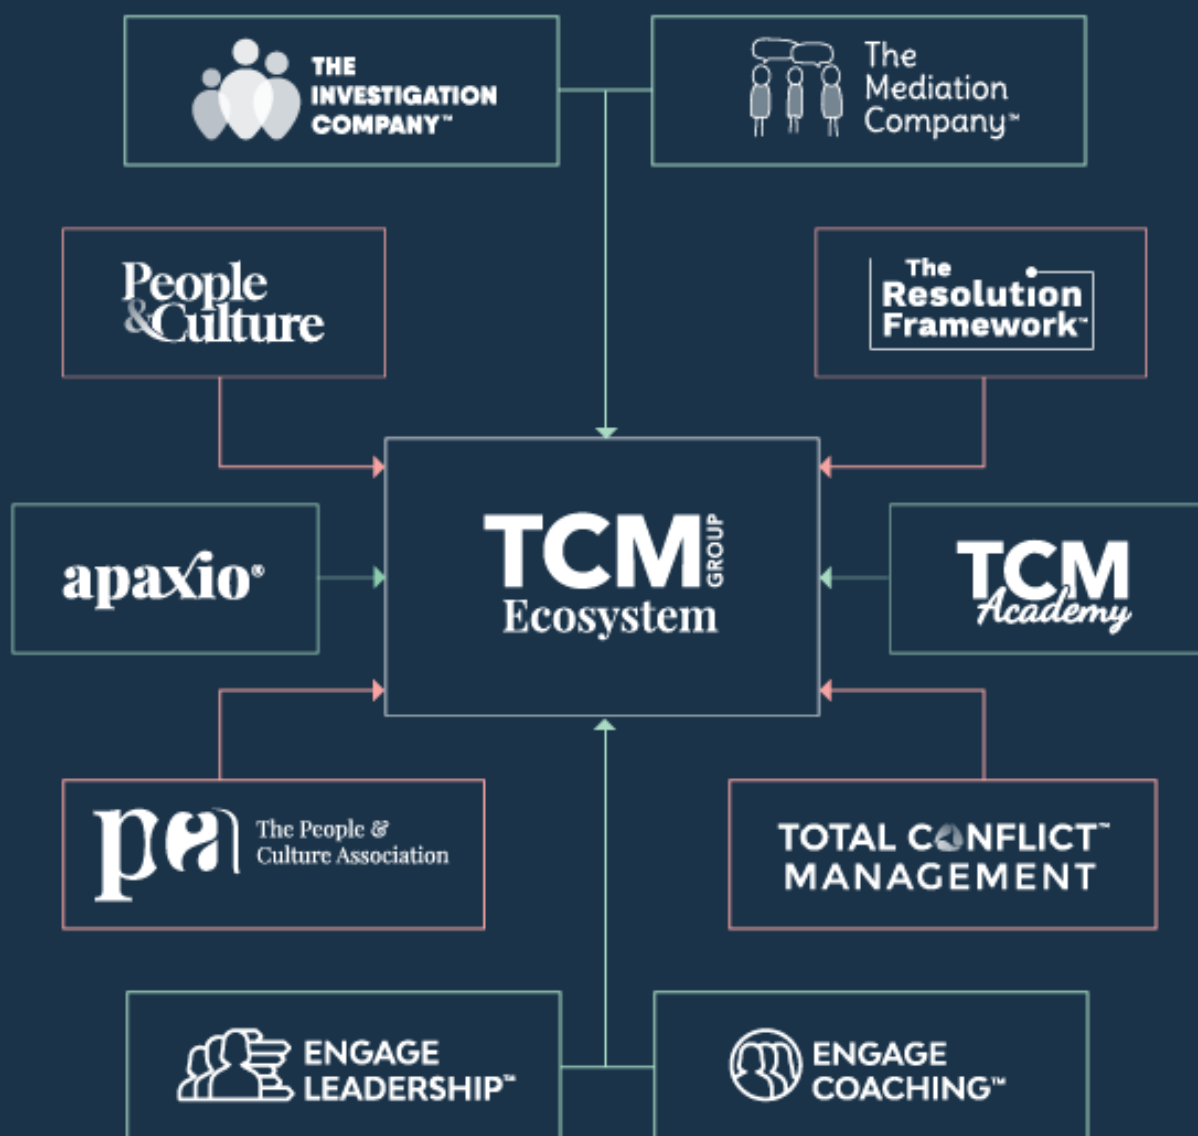 THE
INVESTIGATION
COMPANY™
The
Mediation
Company™
People
&Culture
The
Resolution
Framework™
apaxio®
TCM GROUP
Ecosystem
TCM
Academy
pca
The People &
Culture Association
TOTAL CONFLICT™
MANAGEMENT
ENGAGE
LEADERSHIP™
ENGAGE
COACHING™